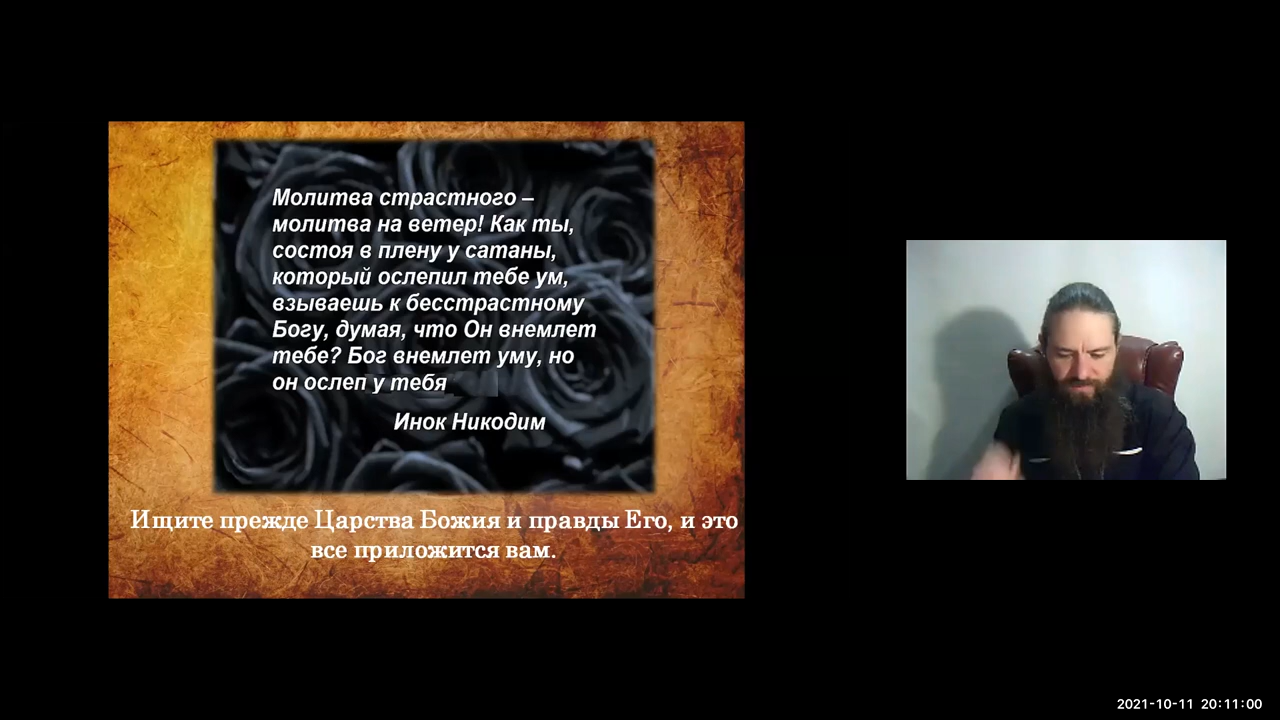 Молитва страстного –
молитва на ветер! Как ты,
состоя в плену у сатаны,
который ослепил тебе ум,
взываешь к бесстрастному
Богу, думая, что Он внемлет
тебе? Бог внемлет уму, но
он ослеп у тебя
Инок Никодим
Ищите прежде Царства Божия и правды Его, и это
все приложится вам.
2021-10-11 20:11:00